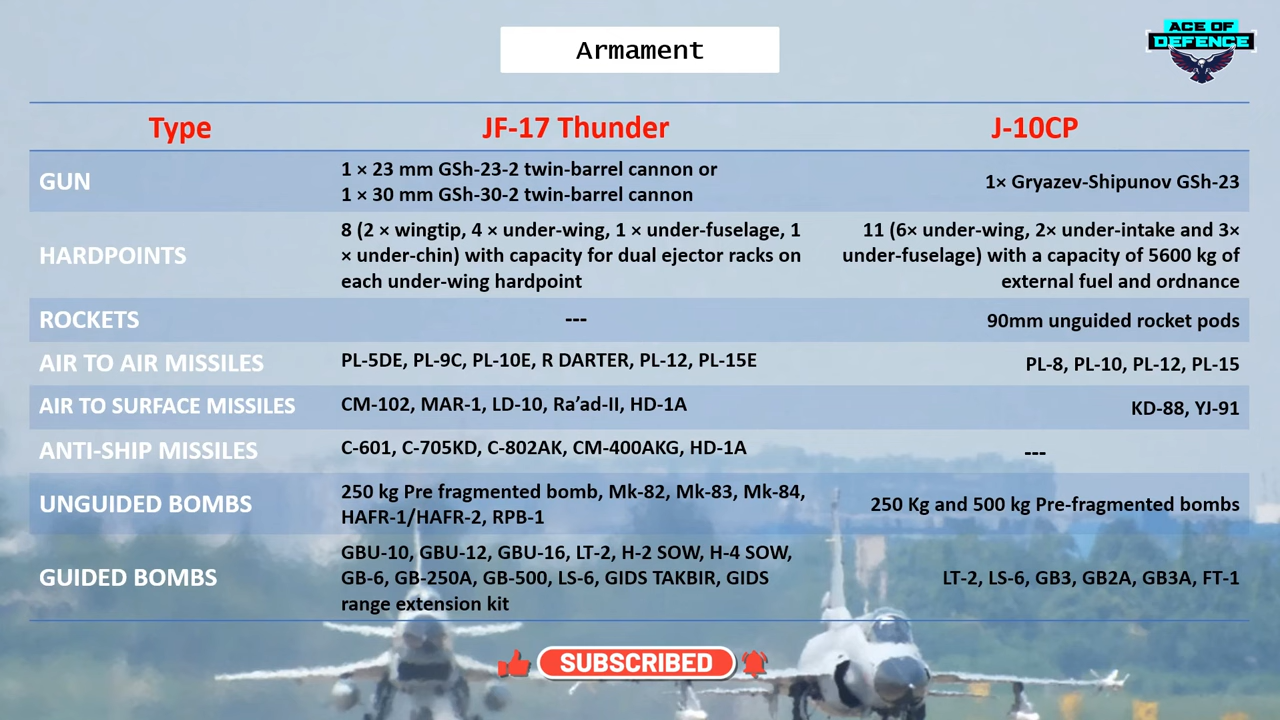 Armament
ACE OF
DEFENCE
Type
JF-17 Thunder
J-10CP
GUN
1 × 23 mm GSh-23-2 twin-barrel cannon or
1 × 30 mm GSh-30-2 twin-barrel cannon
1× Gryazev-Shipunov GSh-23
HARDPOINTS
8 (2 × wingtip, 4 × under-wing, 1 × under-fuselage, 1
× under-chin) with capacity for dual ejector racks on
each under-wing hardpoint
11 (6× under-wing, 2× under-intake and 3×
under-fuselage) with a capacity of 5600 kg of
external fuel and ordnance
ROCKETS
---
90mm unguided rocket pods
AIR TO AIR MISSILES
PL-5DE, PL-9C, PL-10E, R DARTER, PL-12, PL-15E
PL-8, PL-10, PL-12, PL-15
AIR TO SURFACE MISSILES
CM-102, MAR-1, LD-10, Ra’ad-II, HD-1A
KD-88, YJ-91
ANTI-SHIP MISSILES
C-601, C-705KD, C-802AK, CM-400AKG, HD-1A
---
UNGUIDED BOMBS
250 kg Pre fragmented bomb, Mk-82, Mk-83, Mk-84,
HAFR-1/HAFR-2, RPB-1
250 Kg and 500 kg Pre-fragmented bombs
GUIDED BOMBS
GBU-10, GBU-12, GBU-16, LT-2, H-2 SOW, H-4 SOW,
GB-6, GB-250A, GB-500, LS-6, GIDS TAKBIR, GIDS
range extension kit
LT-2, LS-6, GB3, GB2A, GB3A, FT-1
SUBSCRIBED